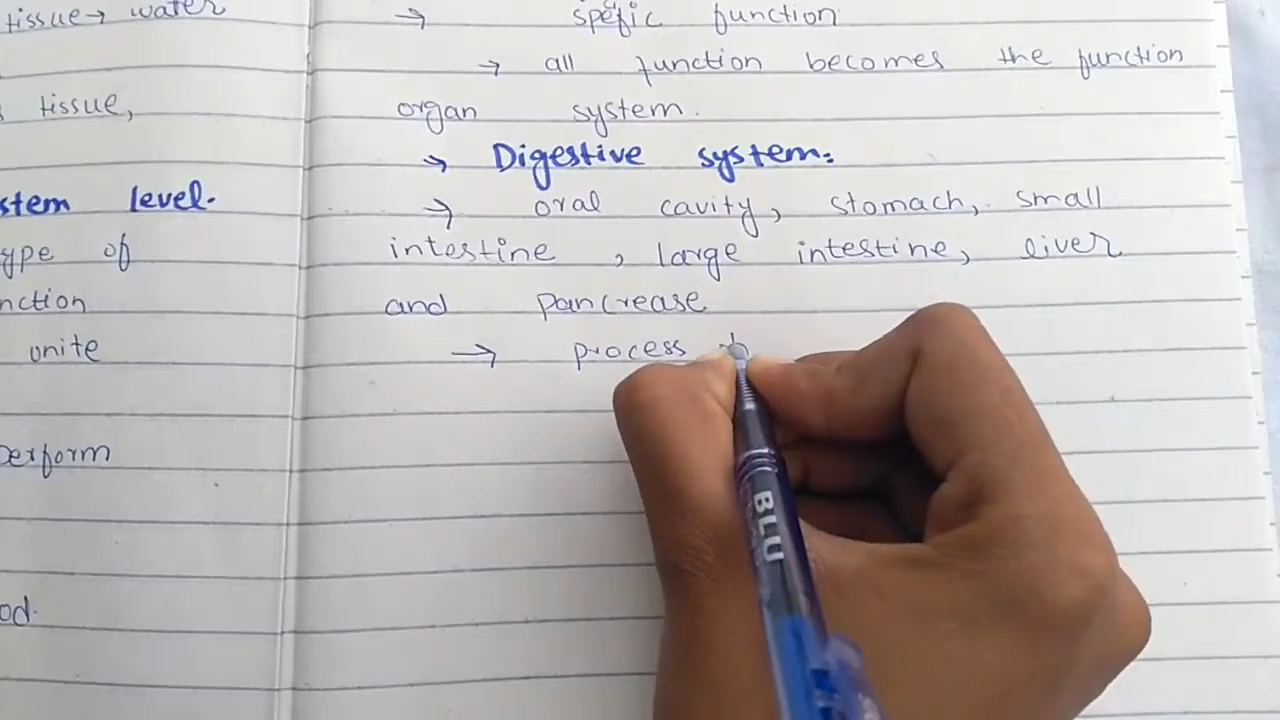 tissue → water
tissue,
stem level.
ype of
nction
unite
perform
od.
→ spefic function
→ all function becomes the function
organ system.
→ Digestive system:
→ oral cavity, stomach, small
intestine , large intestine, liver
and pancrease
→ process
BLU